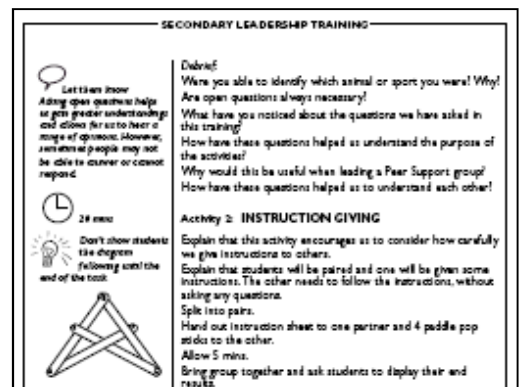 SECONDARY LEADERSHIP TRAINING
Let them know
Asking open questions helps
us gain greater understandings
and allows for us to hear a
range of opinions. However,
sometimes people may not
be able to answer or cannot
respond.
20 mins
Don't show students
the diagram
following until the
end of the task
Debrief:
Were you able to identify which animal or sport you were? Why?
Are open questions always necessary?
What have you noticed about the questions we have asked in
this training?
How have these questions helped us understand the purpose of
the activities?
Why would this be useful when leading a Peer Support group?
How have these questions helped us to understand each other?
Activity 2: INSTRUCTION GIVING
Explain that this activity encourages us to consider how carefully
we give instructions to others.
Explain that students will be paired and one will be given some
instructions. The other needs to follow the instructions, without
asking any questions.
Split into pairs.
Hand out instruction sheet to one partner and 4 paddle pop
sticks to the other.
Allow 5 mins.
Bring group together and ask students to display their end
results.